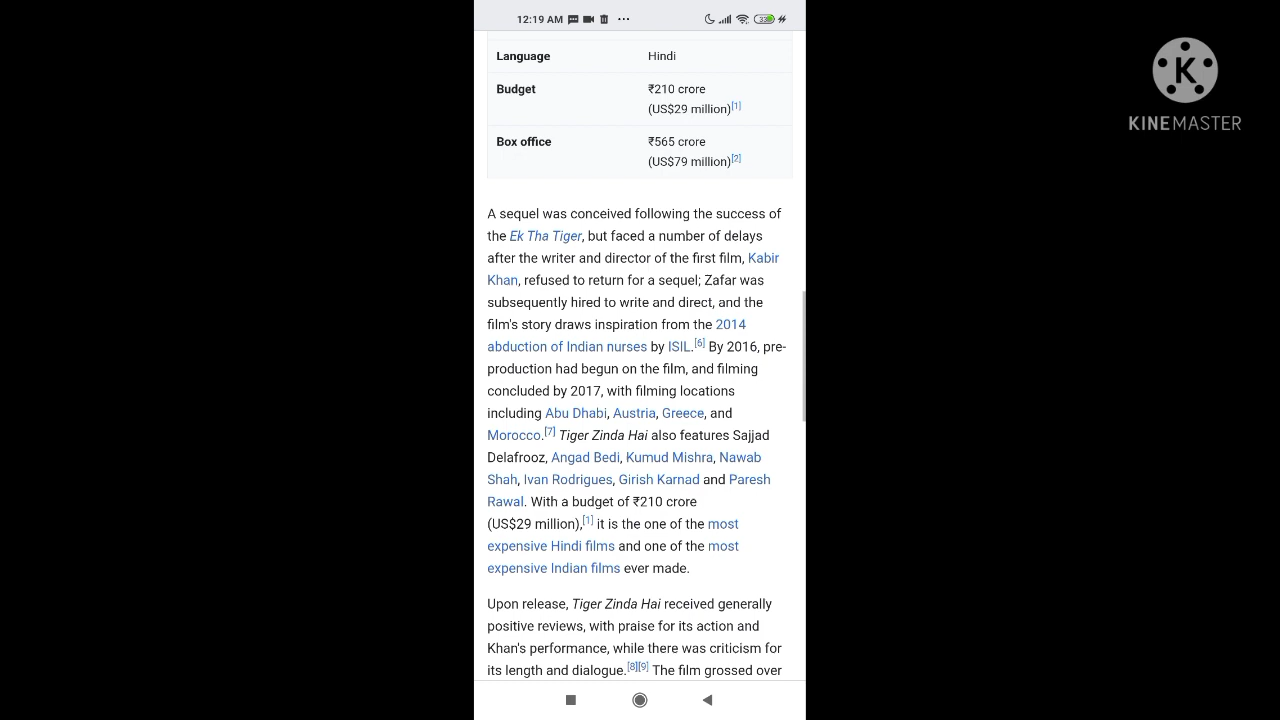 12:19 AM
33
Language Hindi
Budget ₹210 crore
(US$29 million)[1]
Box office ₹565 crore
(US$79 million)[2]
A sequel was conceived following the success of
the Ek Tha Tiger, but faced a number of delays
after the writer and director of the first film, Kabir
Khan, refused to return for a sequel; Zafar was
subsequently hired to write and direct, and the
film's story draws inspiration from the 2014
abduction of Indian nurses by ISIL.[6] By 2016, pre-
production had begun on the film, and filming
concluded by 2017, with filming locations
including Abu Dhabi, Austria, Greece, and
Morocco.[7] Tiger Zinda Hai also features Sajjad
Delafrooz, Angad Bedi, Kumud Mishra, Nawab
Shah, Ivan Rodrigues, Girish Karnad and Paresh
Rawal. With a budget of ₹210 crore
(US$29 million),[1] it is the one of the most
expensive Hindi films and one of the most
expensive Indian films ever made.
Upon release, Tiger Zinda Hai received generally
positive reviews, with praise for its action and
Khan's performance, while there was criticism for
its length and dialogue.[8][9] The film grossed over
K
KINEMASTER